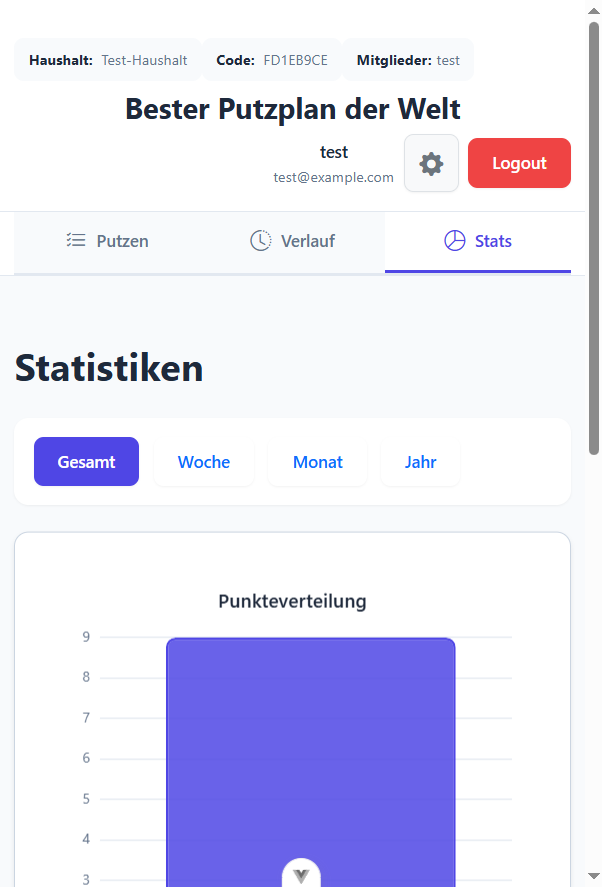 Haushalt: Test-Haushalt Code: FD1EB9CE Mitglieder: test
Bester Putzplan der Welt
test
test@example.com
Logout
Putzen Verlauf Stats
Statistiken
Gesamt Woche Monat Jahr
Punkteverteilung
9
8
7
6
5
4
3